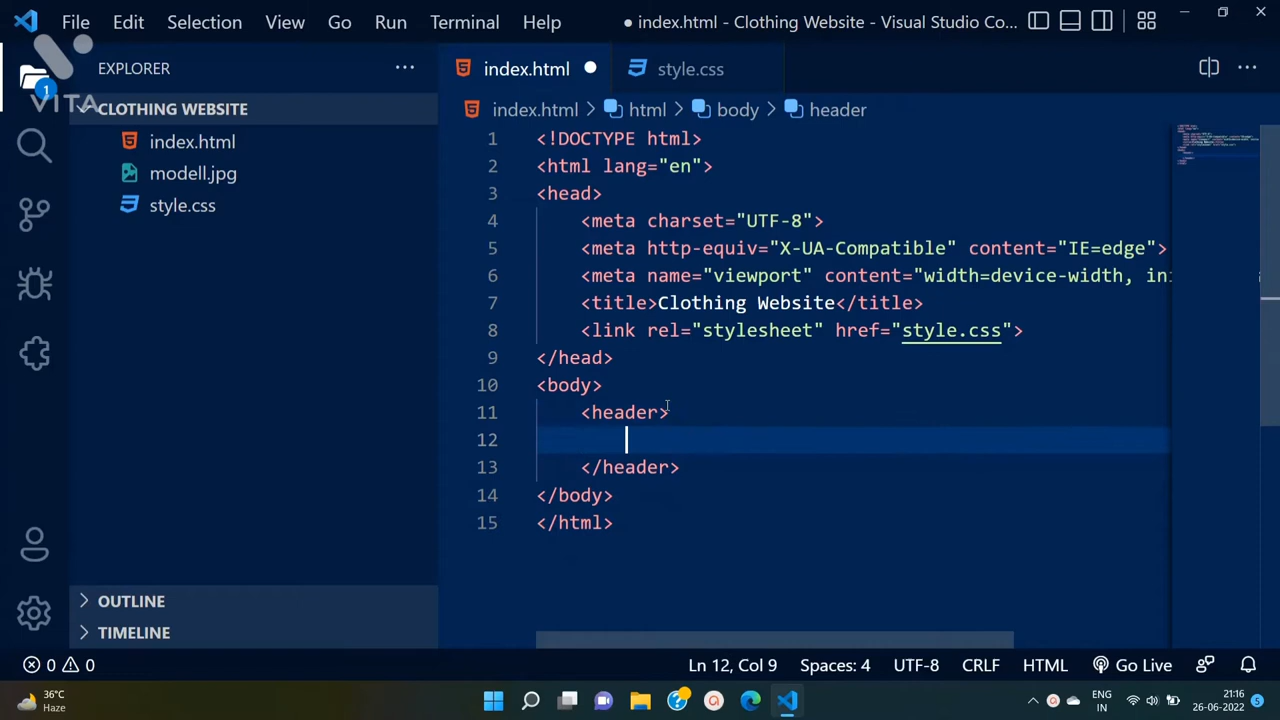 File Edit Selection View Go Run Terminal Help ● index.html - Clothing Website - Visual Studio Co...
EXPLORER ...
index.html ●
style.css
1
VITA
CLOTHING WEBSITE
index.html
modell.jpg
style.css
index.html > html > body > header
1 <!DOCTYPE html>
2 <html lang="en">
3 <head>
4 <meta charset="UTF-8">
5 <meta http-equiv="X-UA-Compatible" content="IE=edge">
6 <meta name="viewport" content="width=device-width, ini
7 <title>Clothing Website</title>
8 <link rel="stylesheet" href="style.css">
9 </head>
10 <body>
11 <header>
12
13 </header>
14 </body>
15 </html>
OUTLINE
TIMELINE
0 0 Ln 12, Col 9 Spaces: 4 UTF-8 CRLF HTML Go Live
36°C
Haze
ENG
IN
21:16
26-06-2022
5